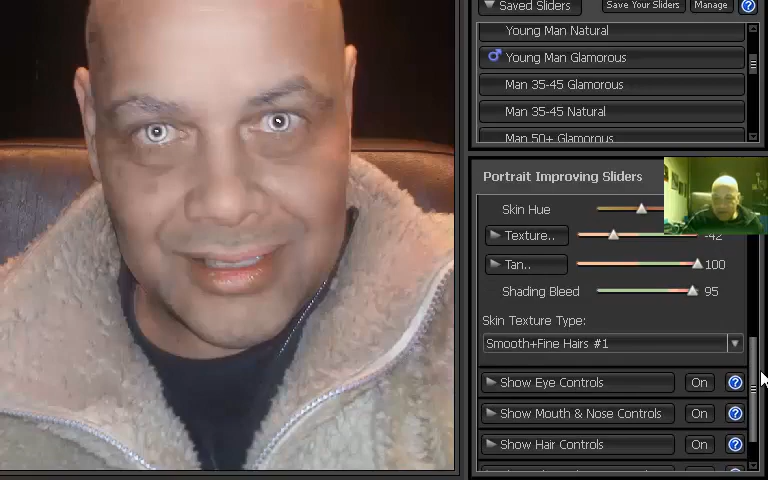 Saved Sliders
Save Your Sliders
Manage
?
Young Man Natural
Young Man Glamorous
Man 35-45 Glamorous
Man 35-45 Natural
Man 50+ Glamorous
Portrait Improving Sliders
Skin Hue
Texture..
-42
Tan..
100
Shading Bleed
95
Skin Texture Type:
Smooth+Fine Hairs #1
Show Eye Controls
On
?
Show Mouth & Nose Controls
On
?
Show Hair Controls
On
?